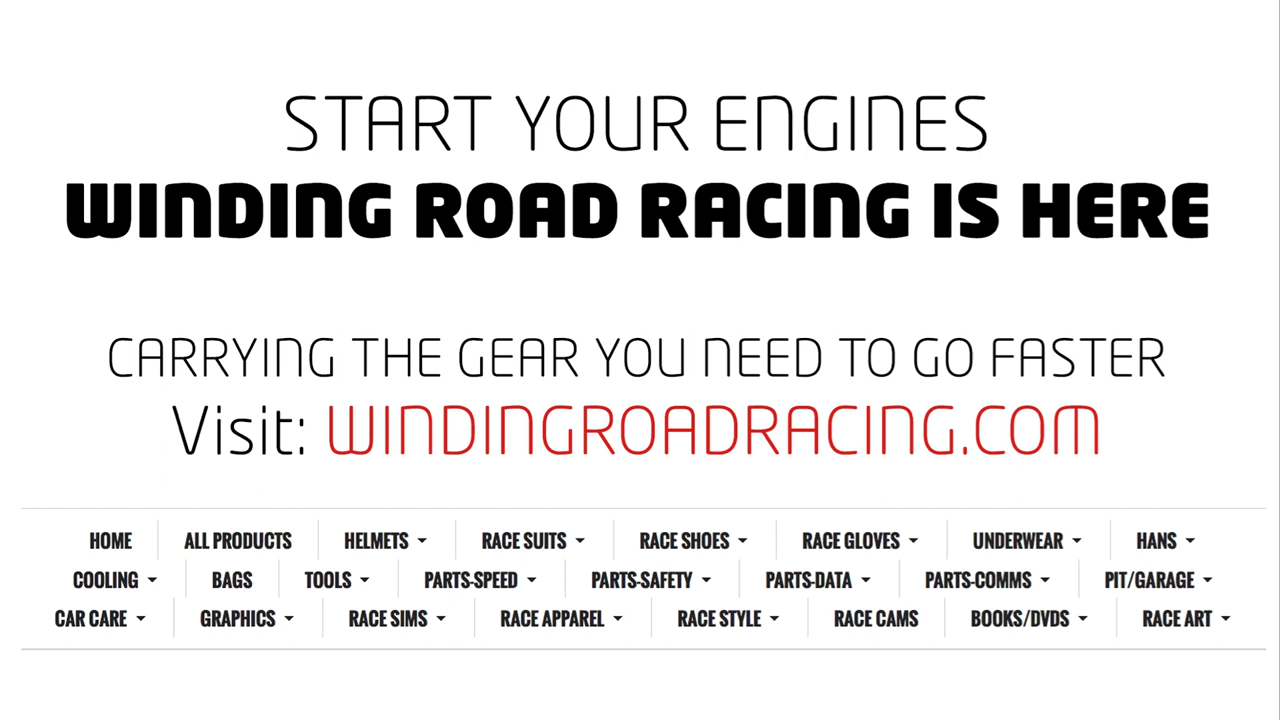 START YOUR ENGINES
WINDING ROAD RACING IS HERE
CARRYING THE GEAR YOU NEED TO GO FASTER
Visit: WINDINGROADRACING.COM
HOME ALL PRODUCTS HELMETS RACE SUITS RACE SHOES RACE GLOVES UNDERWEAR HANS
COOLING BAGS TOOLS PARTS-SPEED PARTS-SAFETY PARTS-DATA PARTS-COMMS PIT/GARAGE
CAR CARE GRAPHICS RACE SIMS RACE APPAREL RACE STYLE RACE CAMS BOOKS/DVDS RACE ART